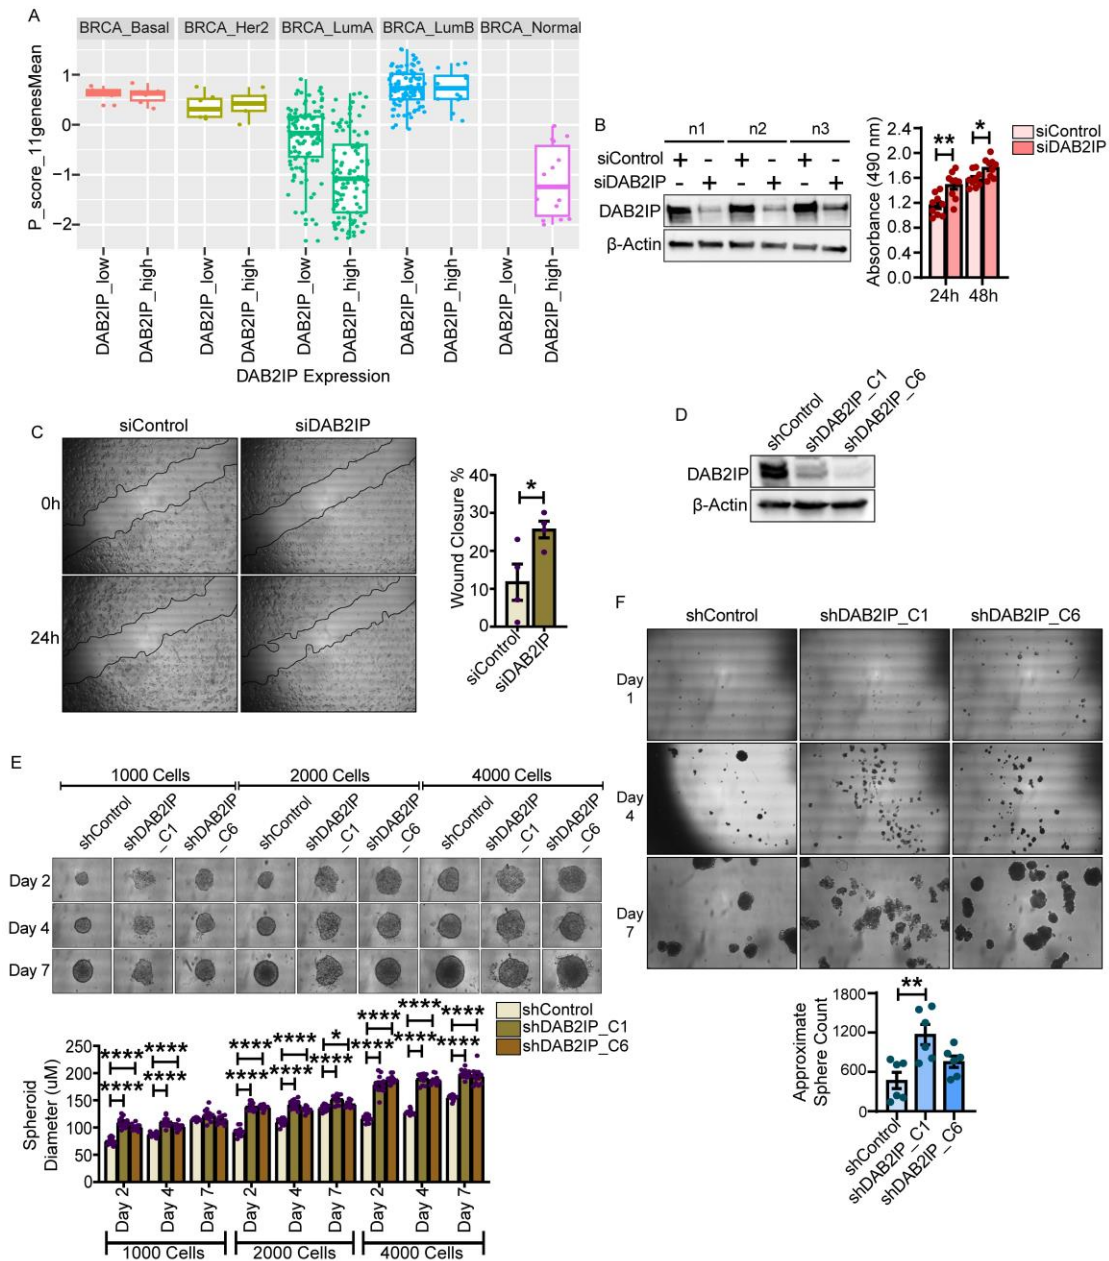 A
BRCA_Basal BRCA_Her2 BRCA_LumA BRCA_LumB BRCA_Normal
P_score_11genesMean
1
0
−1
−2
DAB2IP_low DAB2IP_high DAB2IP_low DAB2IP_high DAB2IP_low DAB2IP_high DAB2IP_low DAB2IP_high DAB2IP_low DAB2IP_high
DAB2IP Expression
B
n1 n2 n3
siControl + - + - + -
siDAB2IP - + - + - +
DAB2IP
β-Actin
Absorbance (490 nm)
2.4
2.0
1.6
1.2
0.8
0.4
0.0
** *
24h 48h
siControl
siDAB2IP
C
siControl siDAB2IP
0h
24h
Wound Closure %
40
30
20
10
0
*
siControl siDAB2IP
D
shControl shDAB2IP_C1 shDAB2IP_C6
DAB2IP
β-Actin
E
1000 Cells 2000 Cells 4000 Cells
shControl shDAB2IP_C1 shDAB2IP_C6 shControl shDAB2IP_C1 shDAB2IP_C6 shControl shDAB2IP_C1 shDAB2IP_C6
Day 2
Day 4
Day 7
shControl
shDAB2IP_C1
shDAB2IP_C6
Spheroid
Diameter (uM)
250
200
150
100
50
0
**** **** **** **** * **** **** ****
**** **** **** **** **** **** **** ****
Day 2 Day 4 Day 7 Day 2 Day 4 Day 7 Day 2 Day 4 Day 7
1000 Cells 2000 Cells 4000 Cells
F
shControl shDAB2IP_C1 shDAB2IP_C6
Day
1
Day
4
Day
7
Approximate
Sphere Count
1800
1200
600
0
**
shControl shDAB2IP_C1 shDAB2IP_C6